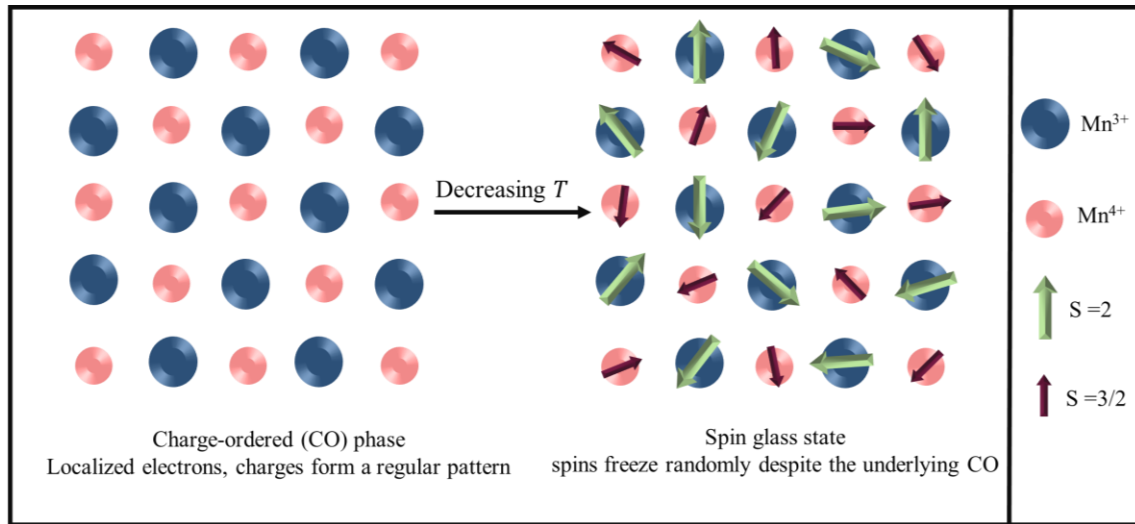 Decreasing T
Charge-ordered (CO) phase
Localized electrons, charges form a regular pattern
Spin glass state
spins freeze randomly despite the underlying CO
Mn³⁺
Mn⁴⁺
S =2
S =3/2